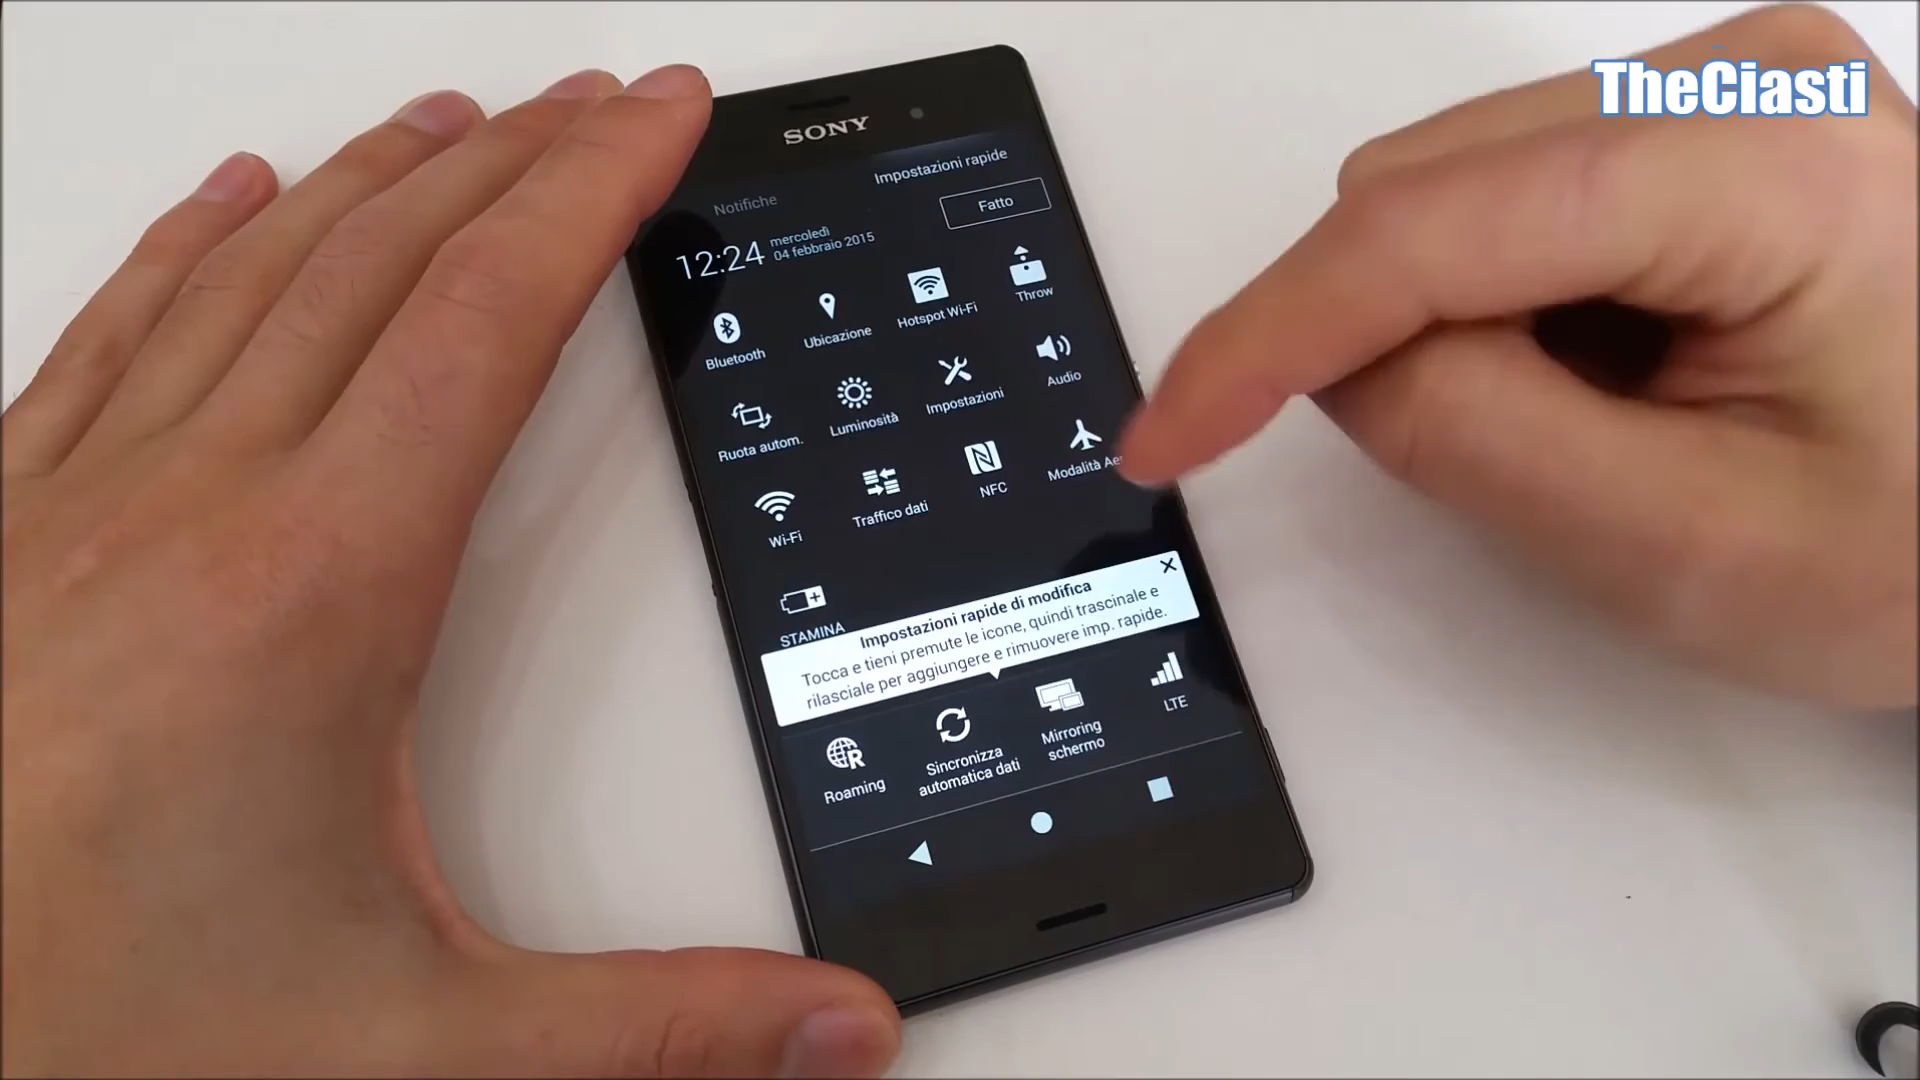 TheCiasti
SONY
Notifiche
Impostazioni rapide
Fatto
12:24
mercoledì
04 febbraio 2015
Bluetooth
Ubicazione
Hotspot Wi-Fi
Throw
Ruota autom.
Luminosità
Impostazioni
Audio
Wi-Fi
Traffico dati
NFC
Modalità
STAMINA
Impostazioni rapide di modifica
Tocca e tieni premute le icone, quindi trascinale e
rilasciale per aggiungere e rimuovere imp. rapide.
R
Roaming
Sincronizza
automatica dati
Mirroring
schermo
LTE